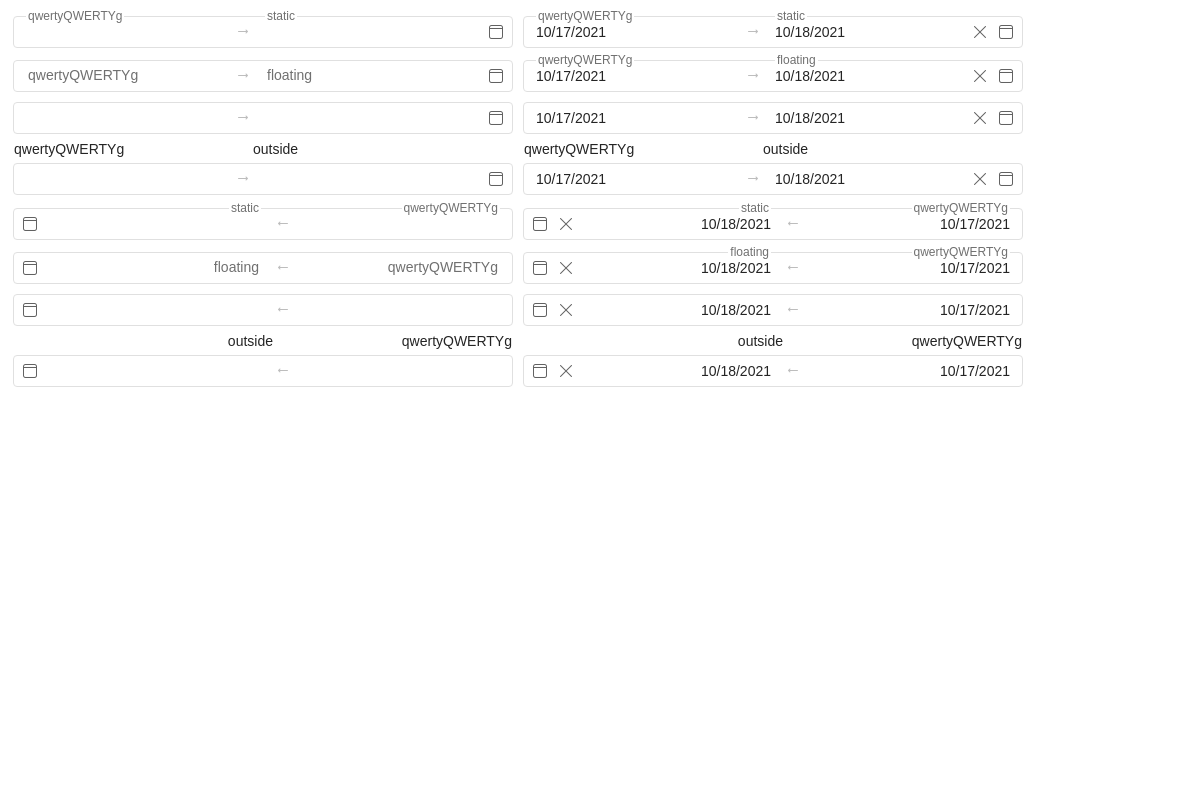 qwertyQWERTYg static qwertyQWERTYg static
→ 10/17/2021 → 10/18/2021
qwertyQWERTYg floating
qwertyQWERTYg → floating 10/17/2021 → 10/18/2021
→ 10/17/2021 → 10/18/2021
qwertyQWERTYg outside qwertyQWERTYg outside
→ 10/17/2021 → 10/18/2021
static qwertyQWERTYg static qwertyQWERTYg
← 10/18/2021 ← 10/17/2021
floating qwertyQWERTYg
floating ← qwertyQWERTYg 10/18/2021 ← 10/17/2021
← 10/18/2021 ← 10/17/2021
outside qwertyQWERTYg outside qwertyQWERTYg
← 10/18/2021 ← 10/17/2021